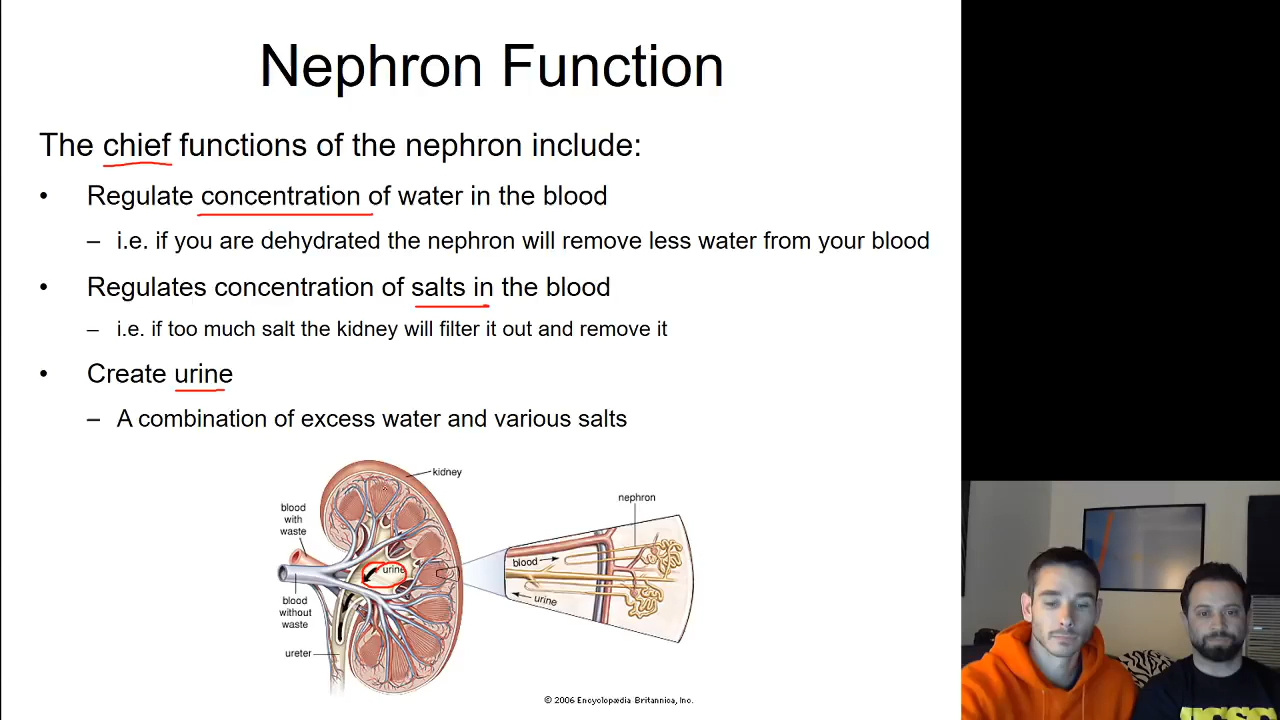 Nephron Function
The chief functions of the nephron include:
• Regulate concentration of water in the blood
– i.e. if you are dehydrated the nephron will remove less water from your blood
• Regulates concentration of salts in the blood
– i.e. if too much salt the kidney will filter it out and remove it
• Create urine
– A combination of excess water and various salts
kidney
blood
with
waste
urine
blood
without
waste
ureter
nephron
blood
urine
© 2006 Encyclopædia Britannica, Inc.